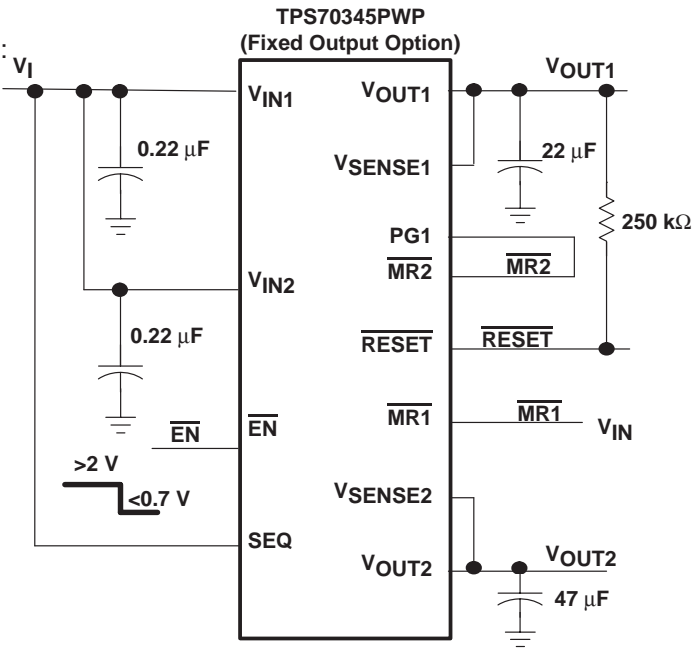 TPS70345PWP
(Fixed Output Option)
:
VI
VIN1
VOUT1
VOUT1
0.22 μF
22 μF
VSENSE1
250 kΩ
PG1
MR2
MR2
VIN2
0.22 μF
RESET
RESET
EN
EN
MR1
MR1
VIN
>2 V
<0.7 V
VSENSE2
SEQ
VOUT2
VOUT2
47 μF